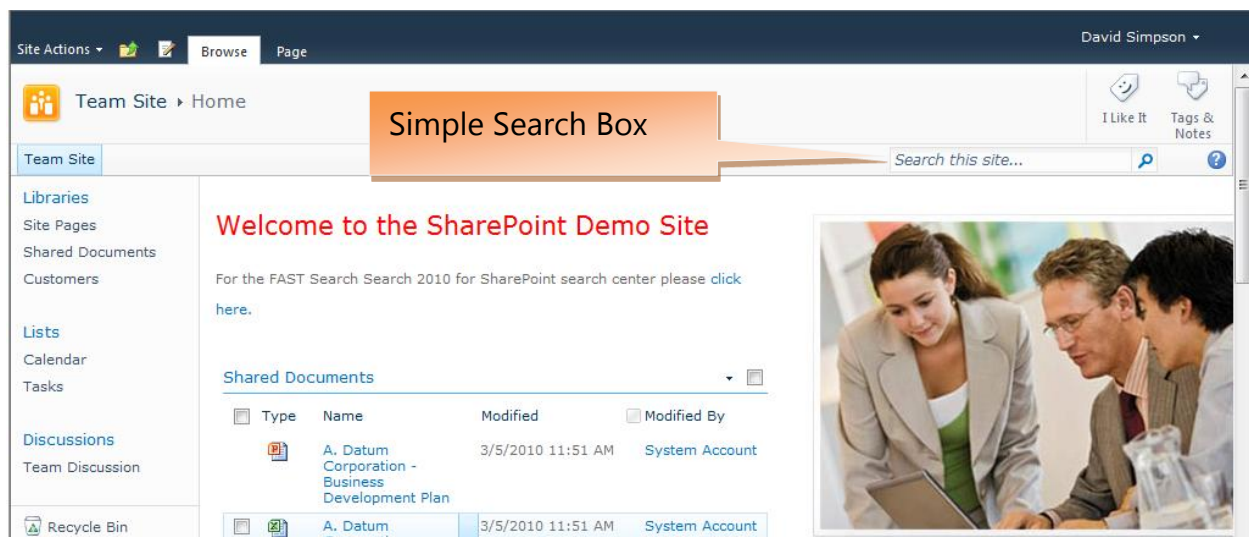 David Simpson
Site Actions
Browse
Page
Team Site ▸ Home
Simple Search Box
I Like It
Tags &
Notes
Team Site
Search this site...
Libraries
Site Pages
Shared Documents
Customers
Lists
Calendar
Tasks
Discussions
Team Discussion
Recycle Bin
Welcome to the SharePoint Demo Site
For the FAST Search Search 2010 for SharePoint search center please click
here.
Shared Documents
Type Name Modified Modified By
A. Datum 3/5/2010 11:51 AM System Account
Corporation -
Business
Development Plan
A. Datum 3/5/2010 11:51 AM System Account